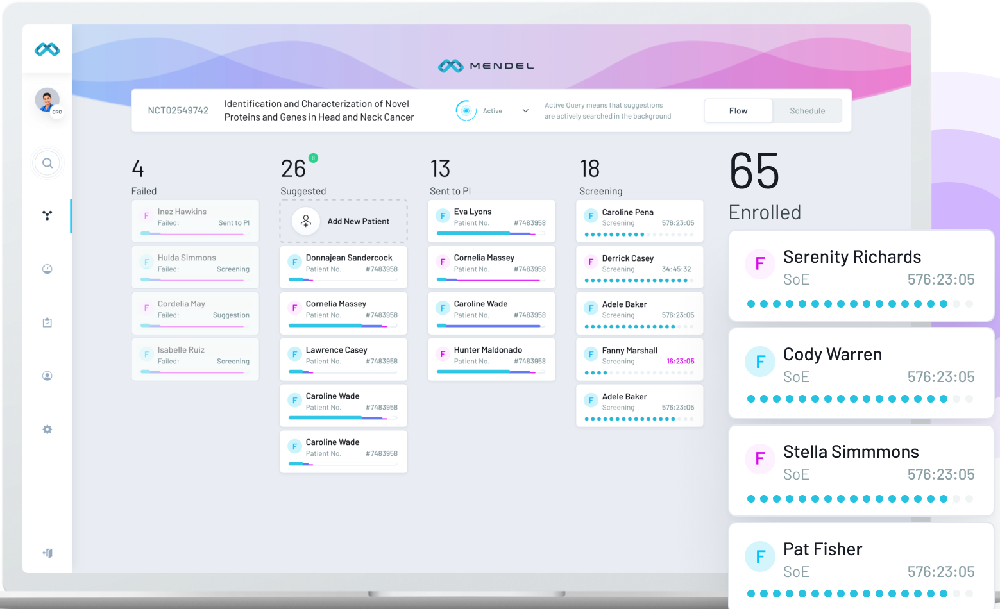 MENDEL
CRC
NCT02549742
Identification and Characterization of Novel
Proteins and Genes in Head and Neck Cancer
Active
Active Query means that suggestions
are actively searched in the background
Flow
Schedule
4
Failed
F
Inez Hawkins
Failed: Sent to PI
F
Hulda Simmons
Failed: Screening
F
Cordelia May
Failed: Suggestion
F
Isabelle Ruiz
Failed: Screening
26
8
Suggested
Add New Patient
F
Donnajean Sandercock
Patient No. #7483958
F
Cornelia Massey
Patient No. #7483958
F
Lawrence Casey
Patient No. #7483958
F
Caroline Wade
Patient No. #7483958
F
Caroline Wade
Patient No. #7483958
13
Sent to PI
F
Eva Lyons
Patient No. #7483958
F
Cornelia Massey
Patient No. #7483958
F
Caroline Wade
Patient No. #7483958
F
Hunter Maldonado
Patient No. #7483958
18
Screening
F
Caroline Pena
Screening 576:23:05
F
Derrick Casey
Screening 34:45:32
F
Adele Baker
Screening 576:23:05
F
Fanny Marshall
Screening 16:23:05
F
Adele Baker
Screening 576:23:05
65
Enrolled
F
Serenity Richards
SoE 576:23:05
F
Cody Warren
SoE 576:23:05
F
Stella Simmmons
SoE 576:23:05
F
Pat Fisher
SoE 576:23:05